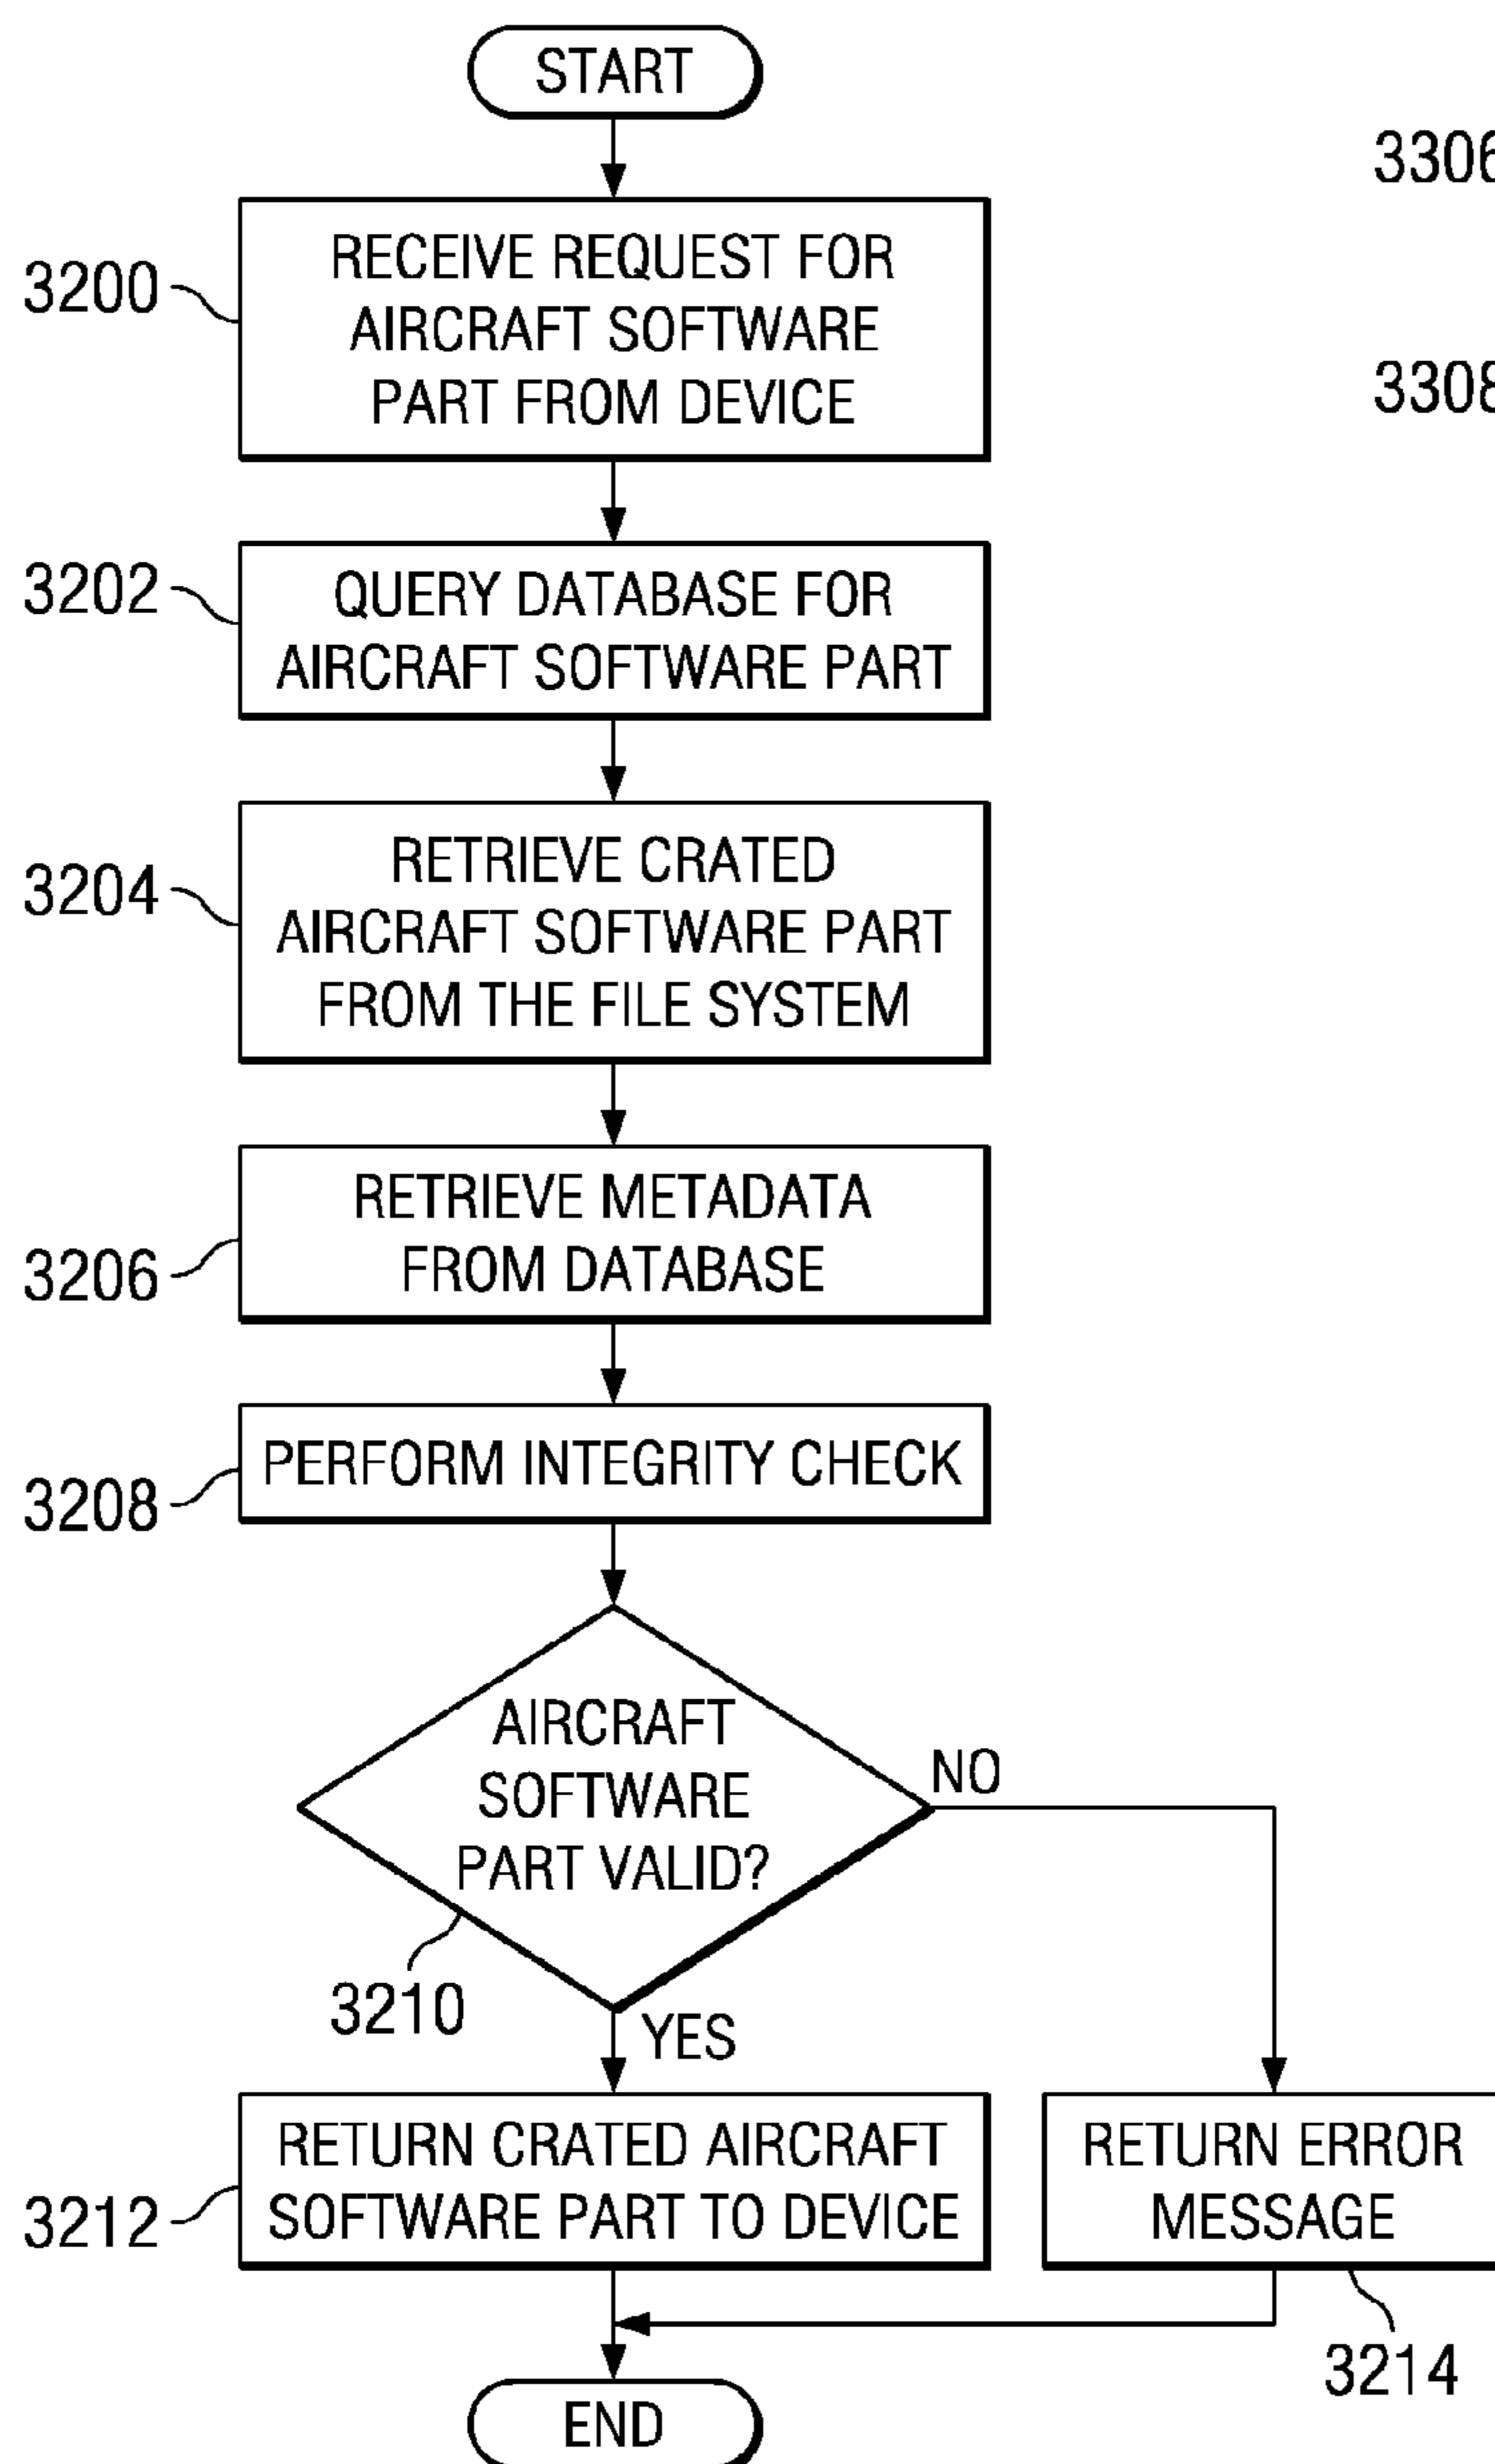 START
3200
RECEIVE REQUEST FOR
AIRCRAFT SOFTWARE
PART FROM DEVICE
3202
QUERY DATABASE FOR
AIRCRAFT SOFTWARE PART
3204
RETRIEVE CRATED
AIRCRAFT SOFTWARE PART
FROM THE FILE SYSTEM
3206
RETRIEVE METADATA
FROM DATABASE
3208
PERFORM INTEGRITY CHECK
AIRCRAFT
SOFTWARE
PART VALID?
3210
NO
YES
3212
RETURN CRATED AIRCRAFT
SOFTWARE PART TO DEVICE
RETURN ERROR
MESSAGE
3214
END
3306
3308